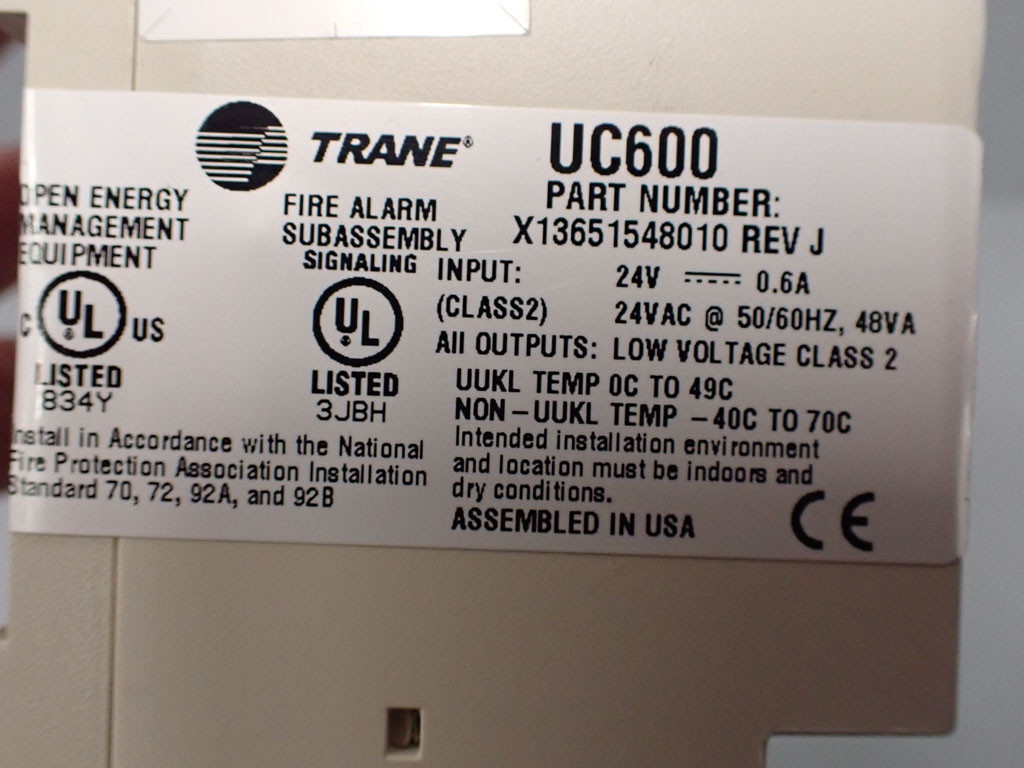 TRANE®
UC600
PART NUMBER:
X13651548010 REV J
OPEN ENERGY
MANAGEMENT
EQUIPMENT
C UL® US
LISTED
834Y
FIRE ALARM
SUBASSEMBLY
SIGNALING
UL®
LISTED
3JBH
INPUT: 24V ⎓ 0.6A
(CLASS2) 24VAC @ 50/60HZ, 48VA
All OUTPUTS: LOW VOLTAGE CLASS 2
UUKL TEMP 0C TO 49C
NON-UUKL TEMP -40C TO 70C
Install in Accordance with the National
Fire Protection Association Installation
Standard 70, 72, 92A, and 92B
Intended installation environment
and location must be indoors and
dry conditions.
ASSEMBLED IN USA
CE